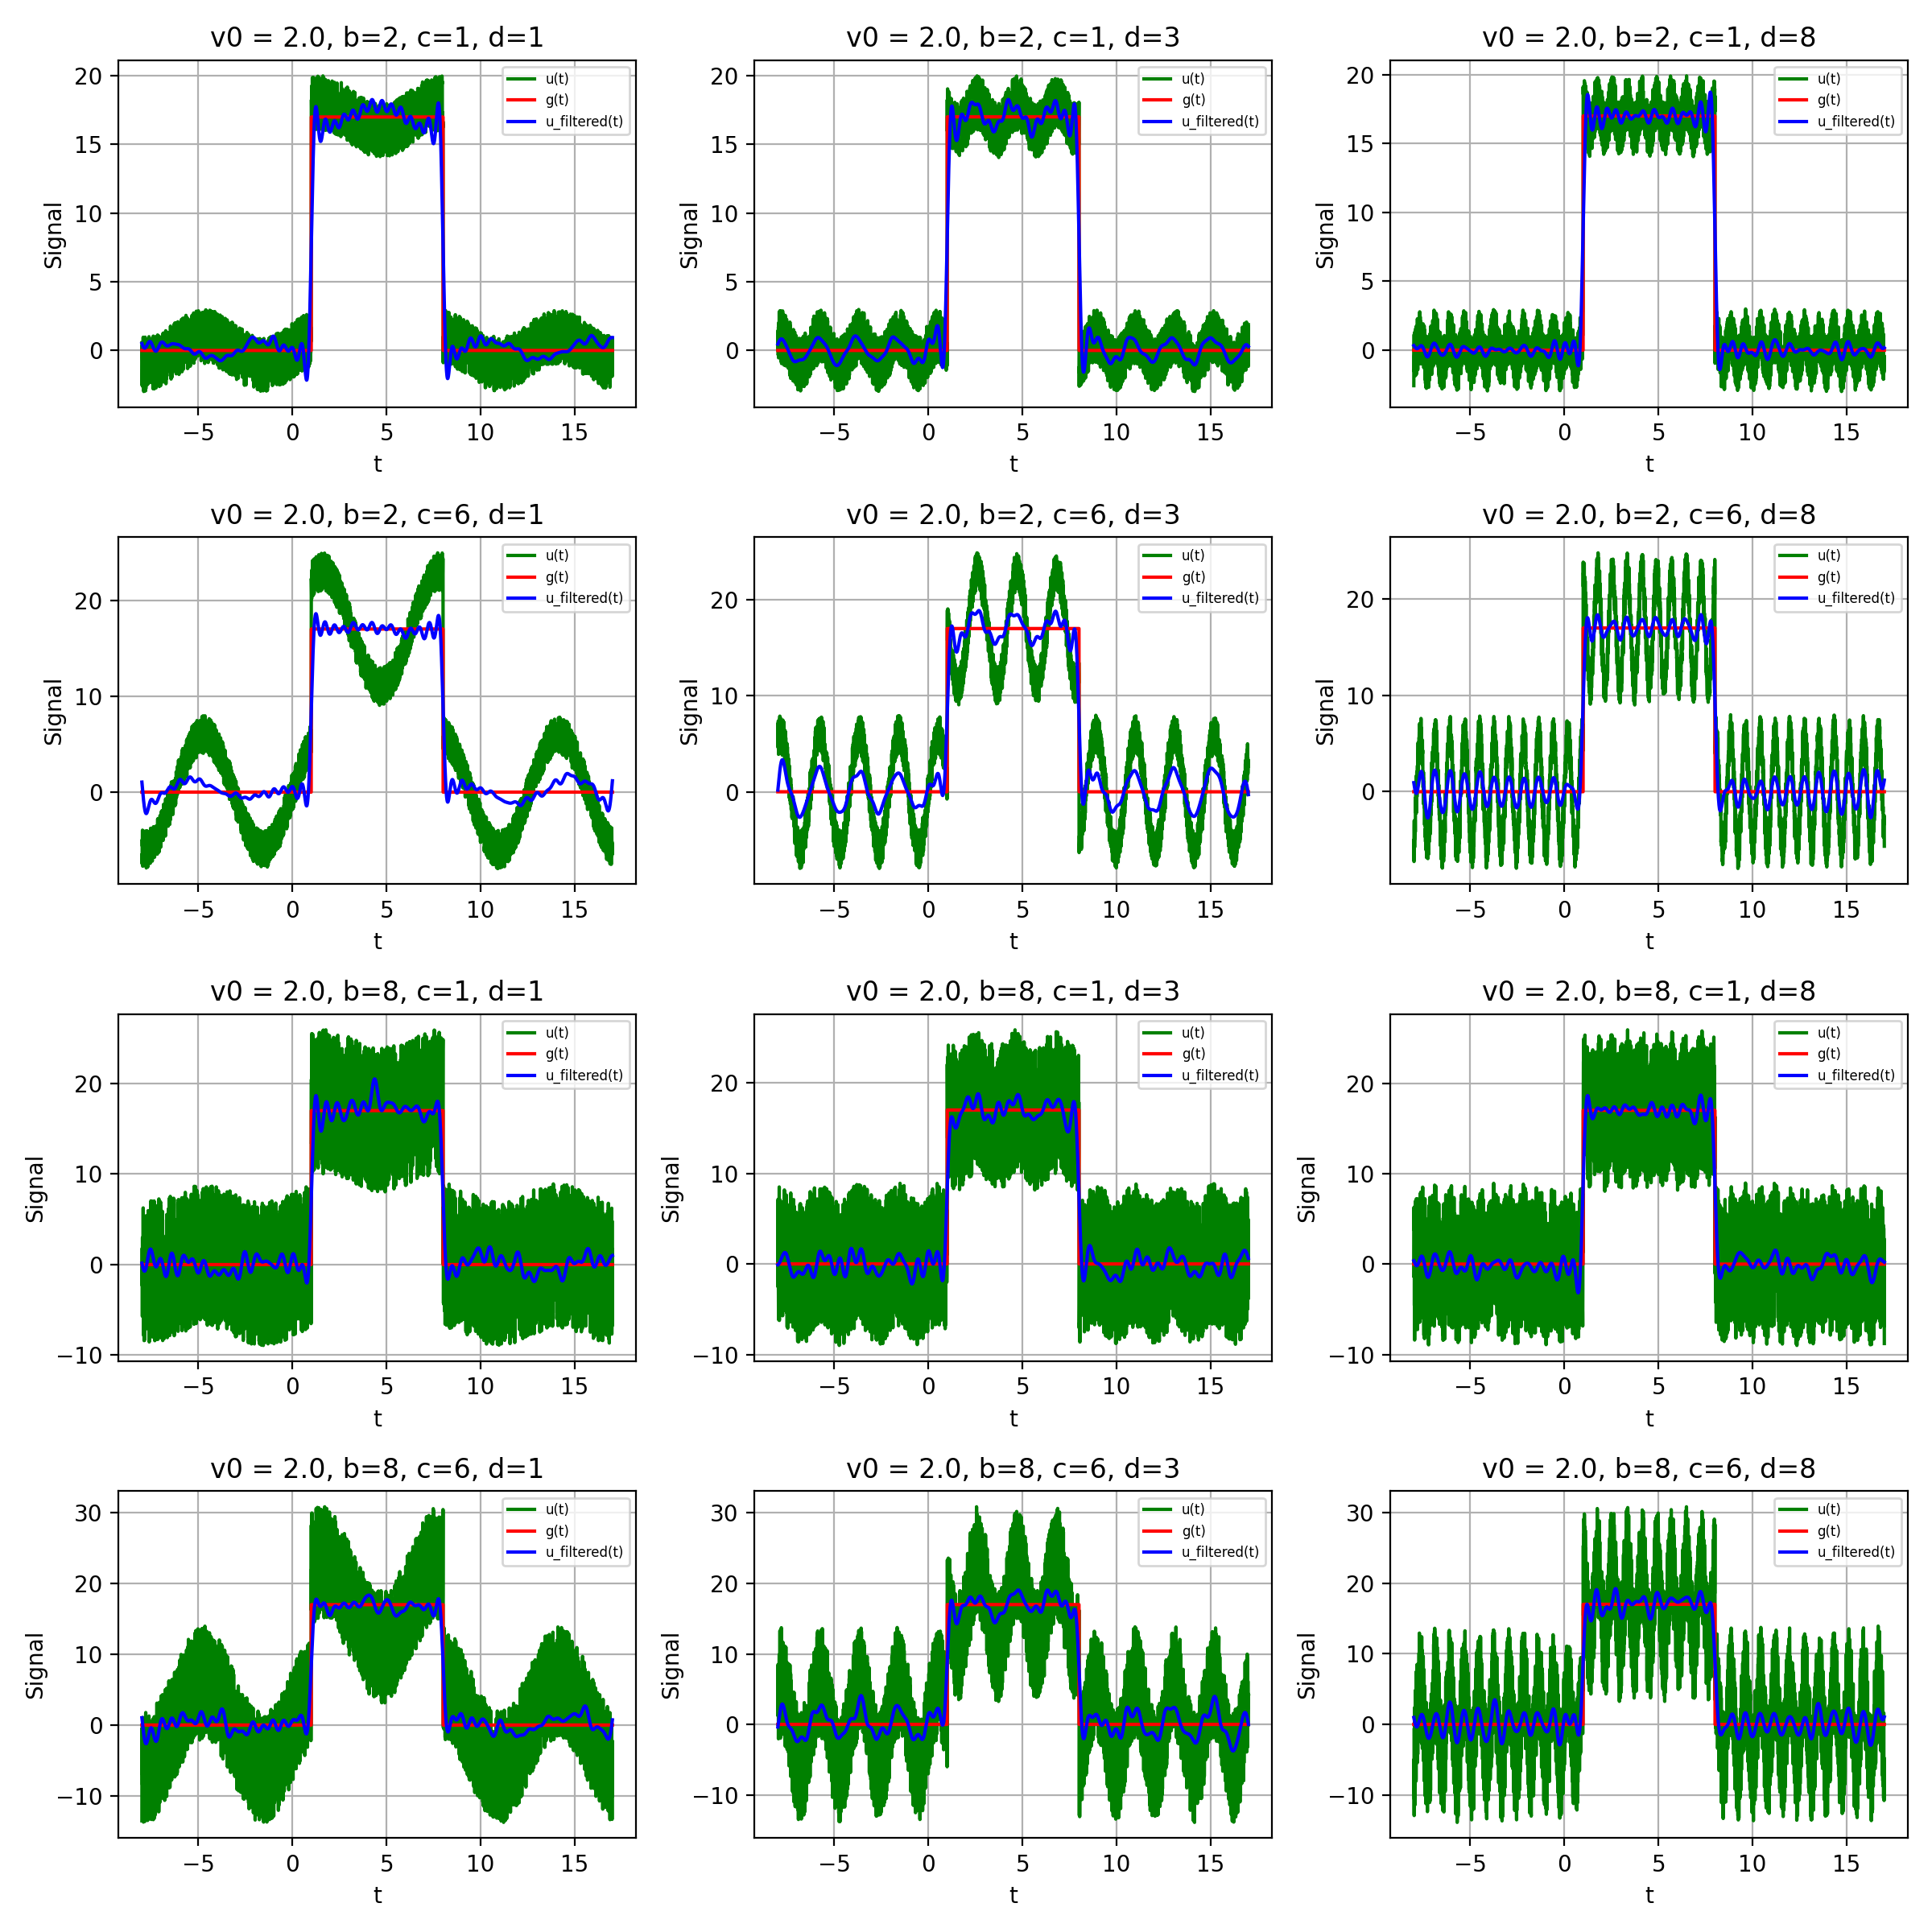 v0 = 2.0, b=2, c=1, d=1
20
15
10
5
0
Signal
−5 0 5 10 15
t
u(t)
g(t)
u_filtered(t)
v0 = 2.0, b=2, c=1, d=3
20
15
10
5
0
Signal
−5 0 5 10 15
t
u(t)
g(t)
u_filtered(t)
v0 = 2.0, b=2, c=1, d=8
20
15
10
5
0
Signal
−5 0 5 10 15
t
u(t)
g(t)
u_filtered(t)
v0 = 2.0, b=2, c=6, d=1
20
10
0
Signal
−5 0 5 10 15
t
u(t)
g(t)
u_filtered(t)
v0 = 2.0, b=2, c=6, d=3
20
10
0
Signal
−5 0 5 10 15
t
u(t)
g(t)
u_filtered(t)
v0 = 2.0, b=2, c=6, d=8
20
10
0
Signal
−5 0 5 10 15
t
u(t)
g(t)
u_filtered(t)
v0 = 2.0, b=8, c=1, d=1
20
10
0
−10
Signal
−5 0 5 10 15
t
u(t)
g(t)
u_filtered(t)
v0 = 2.0, b=8, c=1, d=3
20
10
0
−10
Signal
−5 0 5 10 15
t
u(t)
g(t)
u_filtered(t)
v0 = 2.0, b=8, c=1, d=8
20
10
0
−10
Signal
−5 0 5 10 15
t
u(t)
g(t)
u_filtered(t)
v0 = 2.0, b=8, c=6, d=1
30
20
10
0
−10
Signal
−5 0 5 10 15
t
u(t)
g(t)
u_filtered(t)
v0 = 2.0, b=8, c=6, d=3
30
20
10
0
−10
Signal
−5 0 5 10 15
t
u(t)
g(t)
u_filtered(t)
v0 = 2.0, b=8, c=6, d=8
30
20
10
0
−10
Signal
−5 0 5 10 15
t
u(t)
g(t)
u_filtered(t)